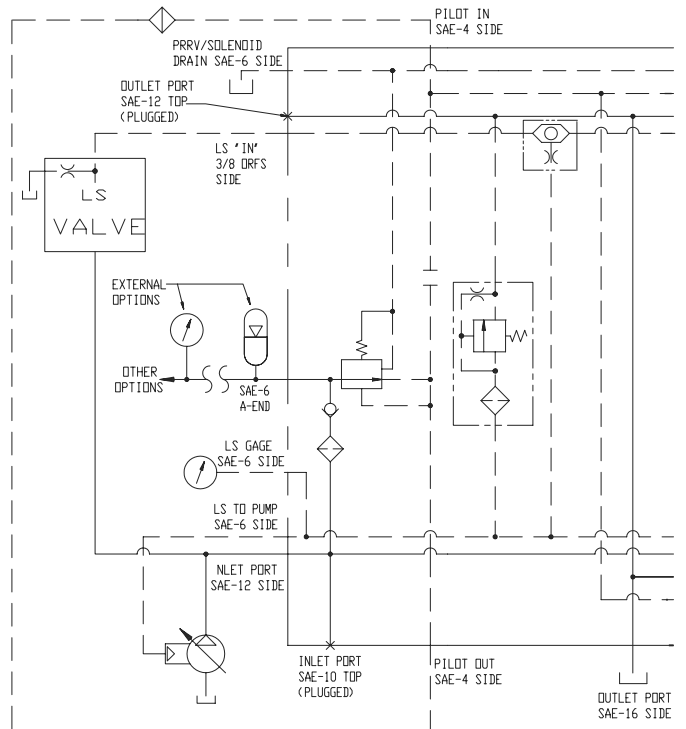 PILOT IN
SAE-4 SIDE
PRRV/SOLENOID
DRAIN SAE-6 SIDE
OUTLET PORT
SAE-12 TOP
(PLUGGED)
LS "IN"
3/8 ORFS
SIDE
LS
VALVE
EXTERNAL
OPTIONS
OTHER
OPTIONS
SAE-6
A-END
LS GAGE
SAE-6 SIDE
LS TO PUMP
SAE-6 SIDE
NLET PORT
SAE-12 SIDE
INLET PORT
SAE-10 TOP
(PLUGGED)
PILOT OUT
SAE-4 SIDE
OUTLET PORT
SAE-16 SIDE